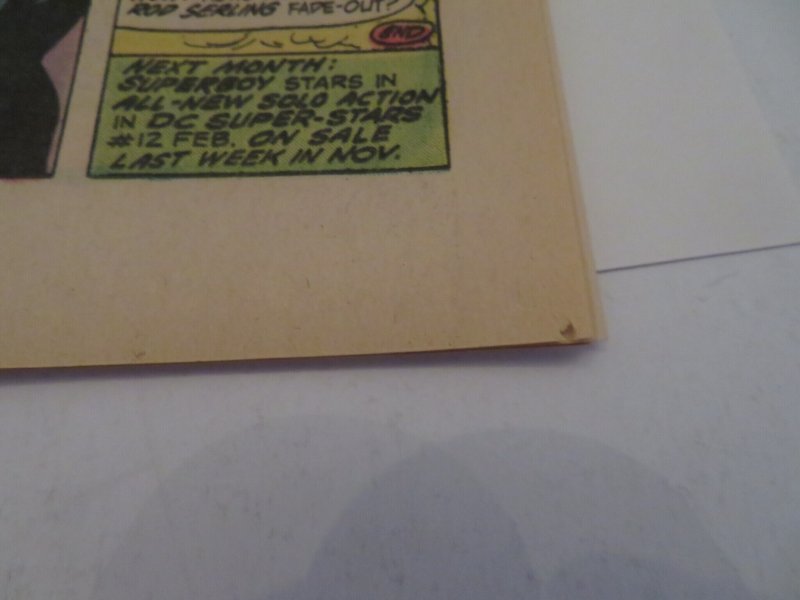 ROD SERLING FADE-OUT?
END
NEXT MONTH:
SUPERBOY STARS IN
ALL-NEW SOLO ACTION
IN DC SUPER-STARS
#12 FEB. ON SALE
LAST WEEK IN NOV.